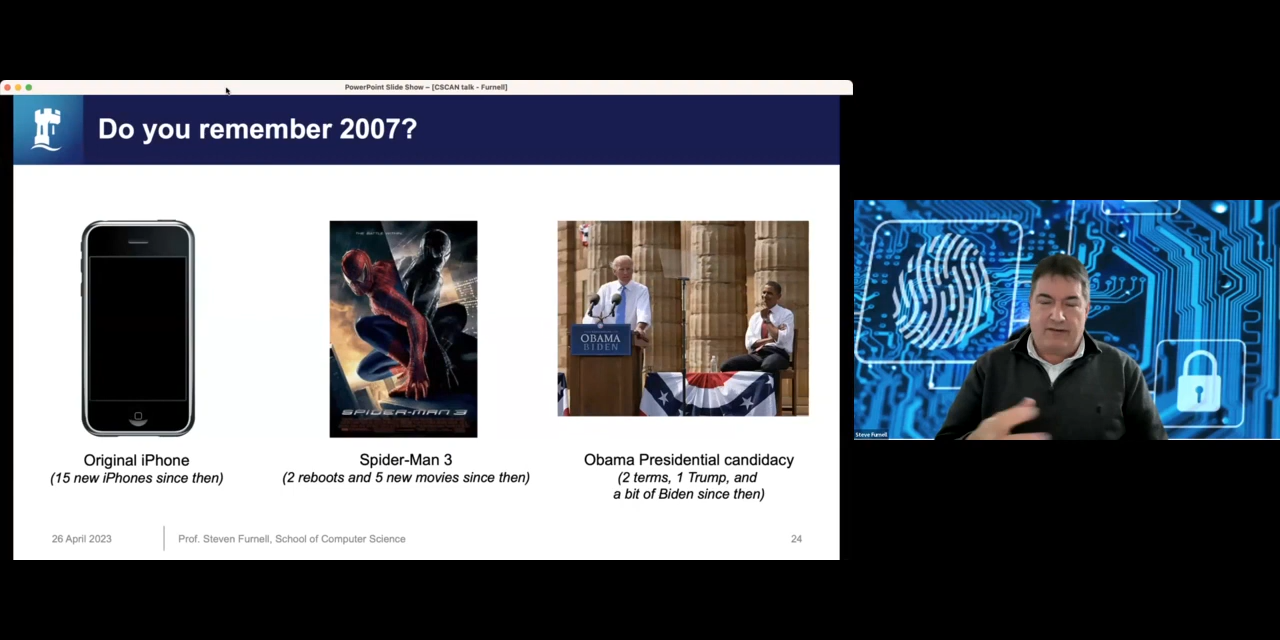 PowerPoint Slide Show – [CSCAN talk - Furnell]
Do you remember 2007?
THE BATTLE WITHIN
SPIDER-MAN 3
OBAMA
BIDEN
Original iPhone
(15 new iPhones since then)
Spider-Man 3
(2 reboots and 5 new movies since then)
Obama Presidential candidacy
(2 terms, 1 Trump, and
a bit of Biden since then)
26 April 2023
Prof. Steven Furnell, School of Computer Science
24
Steve Furnell